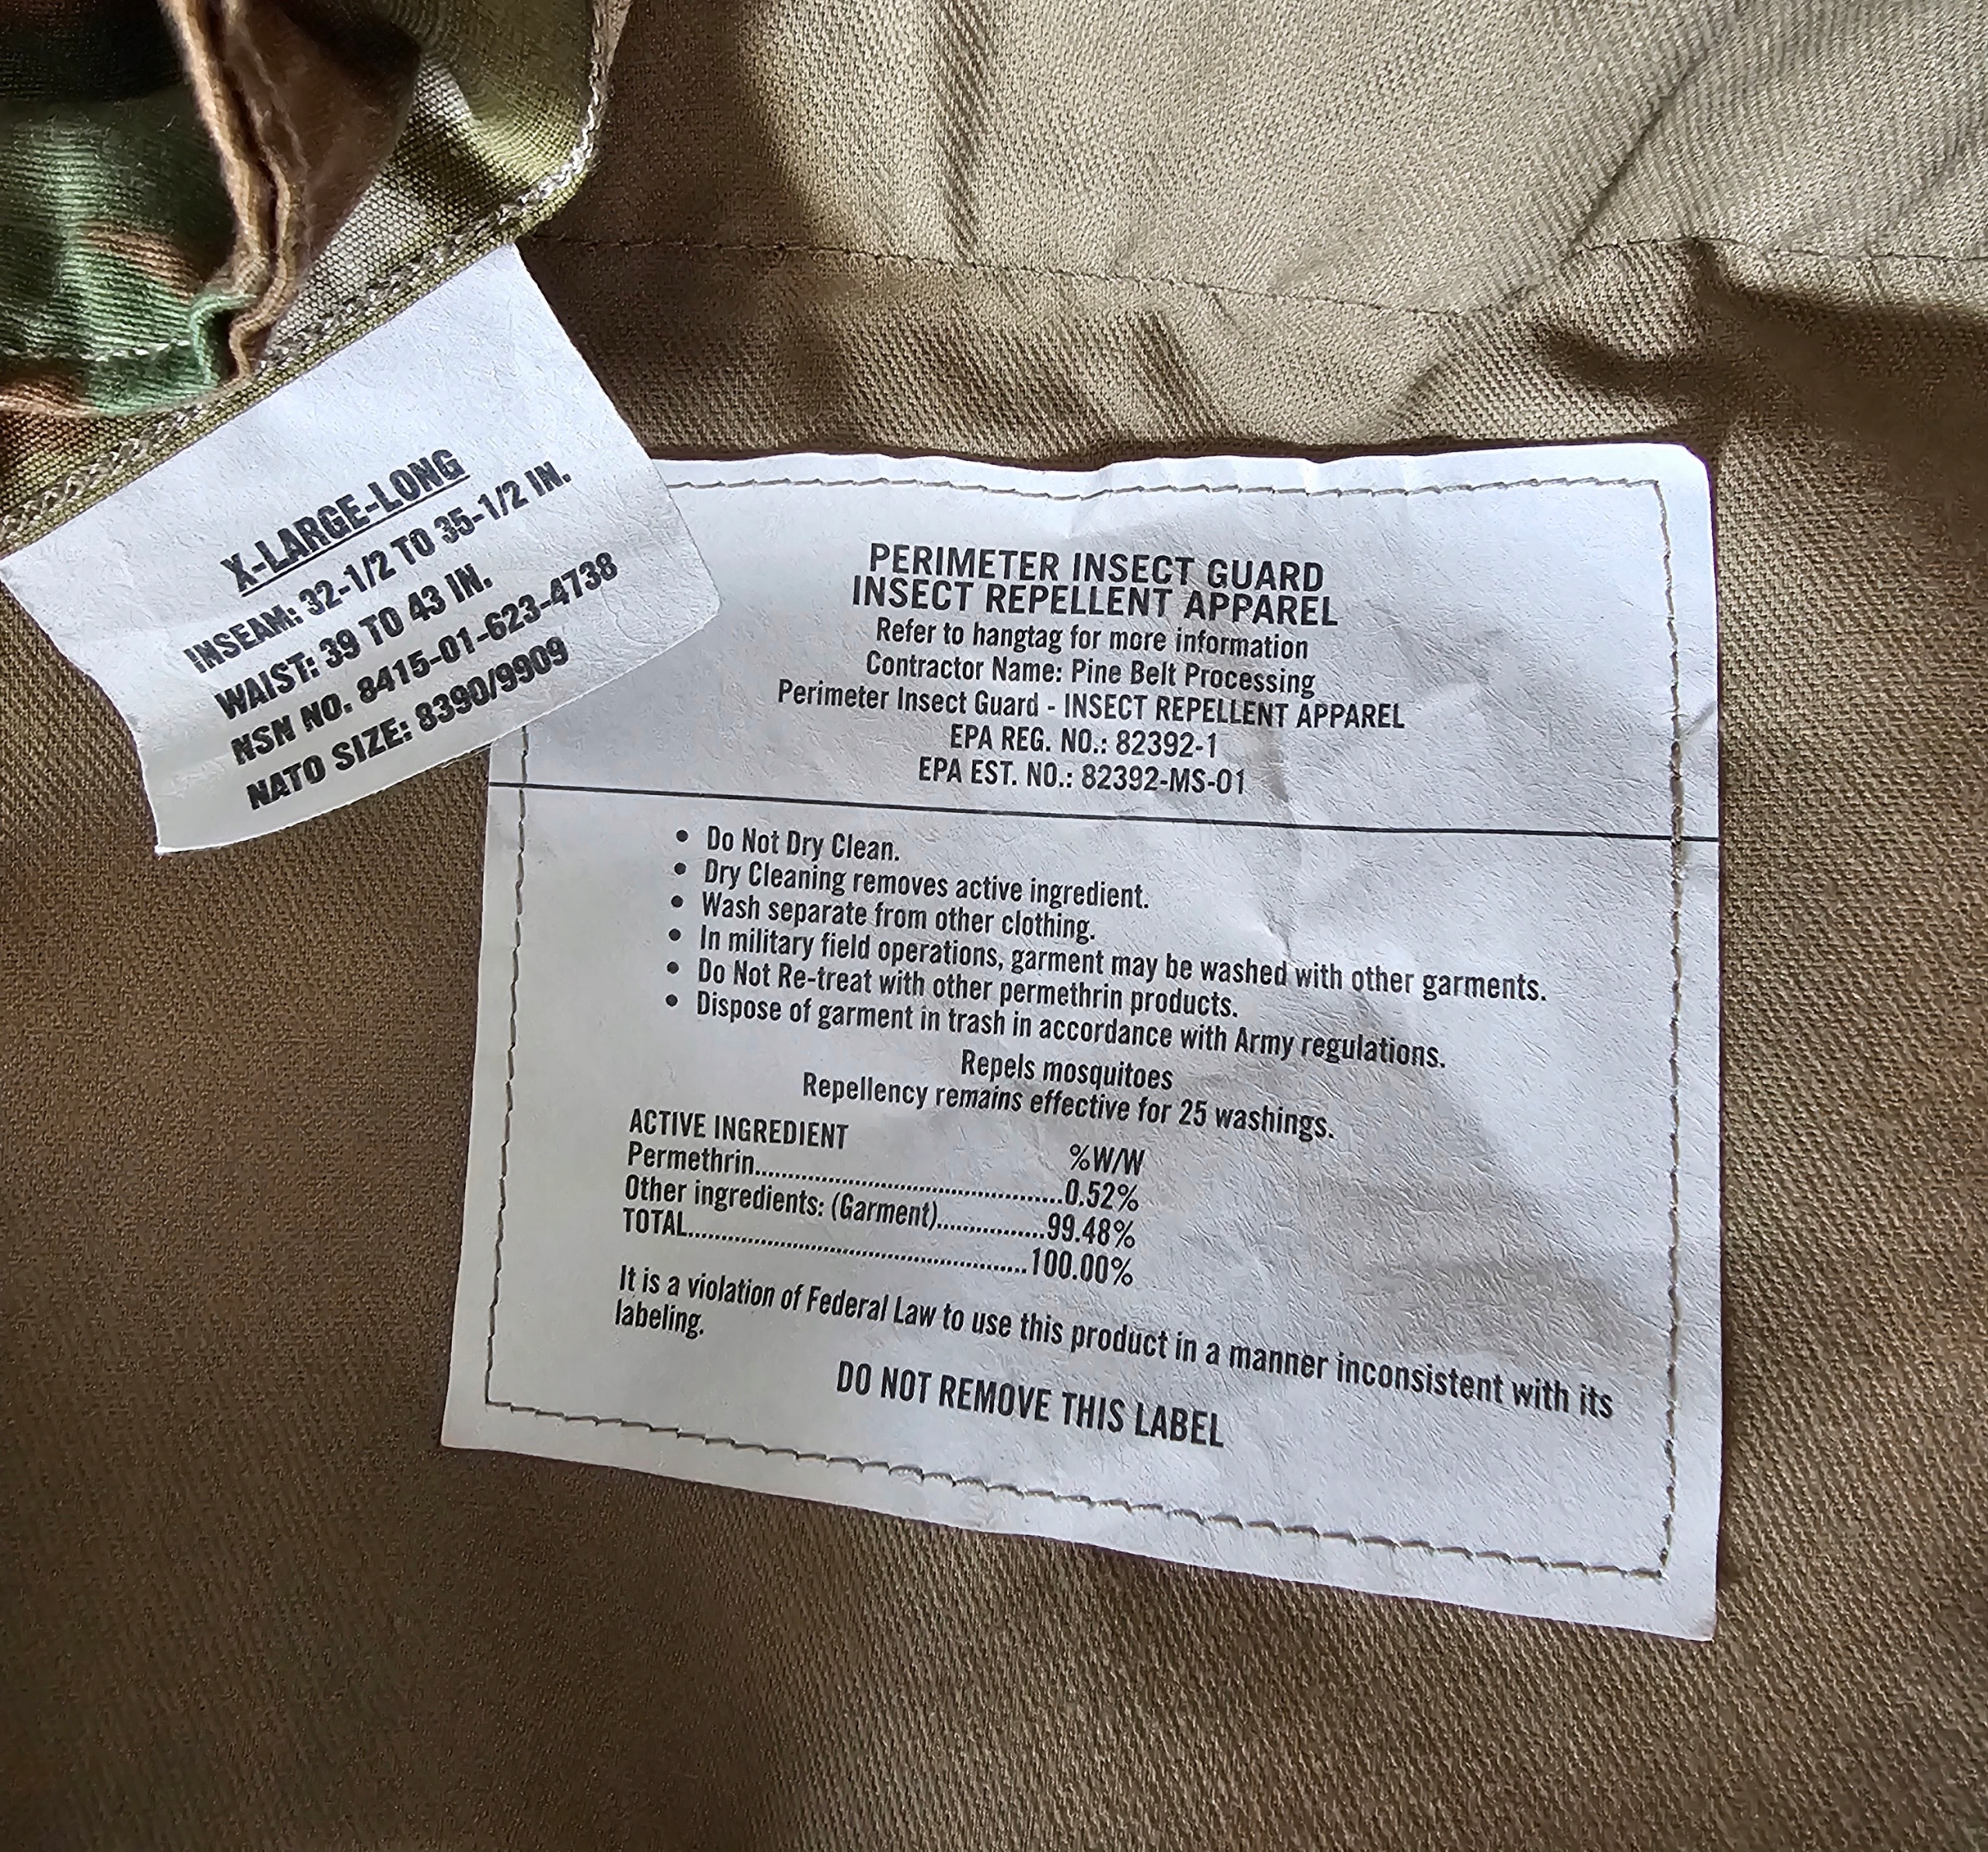 X-LARGE-LONG
INSEAM: 32-1/2 TO 35-1/2 IN.
WAIST: 39 TO 43 IN.
NSN NO. 8415-01-623-4738
NATO SIZE: 8390/9909
PERIMETER INSECT GUARD
INSECT REPELLENT APPAREL
Refer to hangtag for more information
Contractor Name: Pine Belt Processing
Perimeter Insect Guard - INSECT REPELLENT APPAREL
EPA REG. NO.: 82392-1
EPA EST. NO.: 82392-MS-01
• Do Not Dry Clean.
• Dry Cleaning removes active ingredient.
• Wash separate from other clothing.
• In military field operations, garment may be washed with other garments.
• Do Not Re-treat with other permethrin products.
• Dispose of garment in trash in accordance with Army regulations.
Repels mosquitoes
Repellency remains effective for 25 washings.
ACTIVE INGREDIENT %W/W
Permethrin..........0.52%
Other ingredients: (Garment)..........99.48%
TOTAL..........100.00%
It is a violation of Federal Law to use this product in a manner inconsistent with its
labeling.
DO NOT REMOVE THIS LABEL